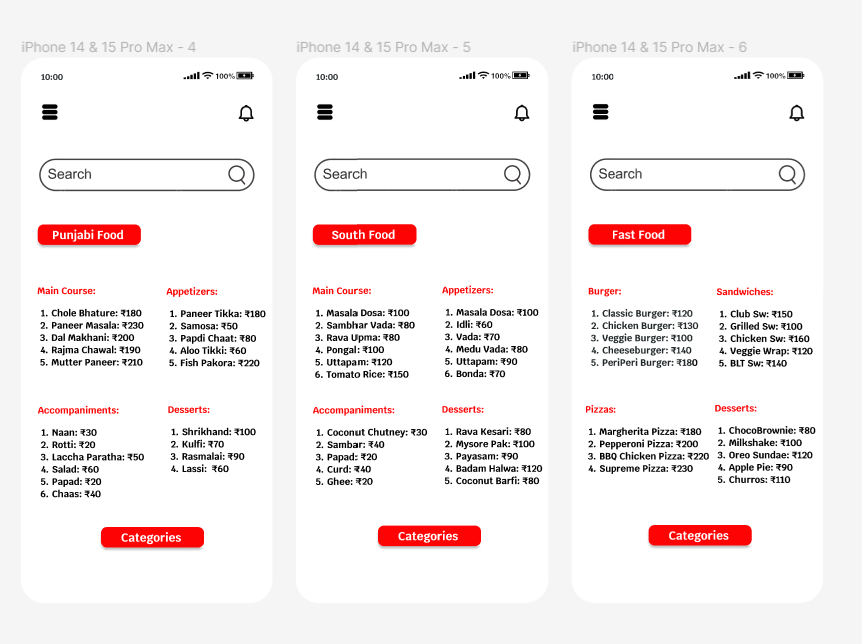 iPhone 14 & 15 Pro Max - 4
10:00
100%
Search
Punjabi Food
Main Course:
1. Chole Bhature: ₹180
2. Paneer Masala: ₹230
3. Dal Makhani: ₹200
4. Rajma Chawal: ₹190
5. Mutter Paneer: ₹210
Appetizers:
1. Paneer Tikka: ₹180
2. Samosa: ₹50
3. Papdi Chaat: ₹80
4. Aloo Tikki: ₹60
5. Fish Pakora: ₹220
Accompaniments:
1. Naan: ₹30
2. Rotti: ₹20
3. Laccha Paratha: ₹50
4. Salad: ₹60
5. Papad: ₹20
6. Chaas: ₹40
Desserts:
1. Shrikhand: ₹100
2. Kulfi: ₹70
3. Rasmalai: ₹90
4. Lassi: ₹60
Categories
iPhone 14 & 15 Pro Max - 5
10:00
100%
Search
South Food
Main Course:
1. Masala Dosa: ₹100
2. Sambhar Vada: ₹80
3. Rava Upma: ₹80
4. Pongal: ₹100
5. Uttapam: ₹120
6. Tomato Rice: ₹150
Appetizers:
1. Masala Dosa: ₹100
2. Idli: ₹60
3. Vada: ₹70
4. Medu Vada: ₹80
5. Uttapam: ₹90
6. Bonda: ₹70
Accompaniments:
1. Coconut Chutney: ₹30
2. Sambar: ₹40
3. Papad: ₹20
4. Curd: ₹40
5. Ghee: ₹20
Desserts:
1. Rava Kesari: ₹80
2. Mysore Pak: ₹100
3. Payasam: ₹90
4. Badam Halwa: ₹120
5. Coconut Barfi: ₹80
Categories
iPhone 14 & 15 Pro Max - 6
10:00
100%
Search
Fast Food
Burger:
1. Classic Burger: ₹120
2. Chicken Burger: ₹130
3. Veggie Burger: ₹100
4. Cheeseburger: ₹140
5. PeriPeri Burger: ₹180
Sandwiches:
1. Club Sw: ₹150
2. Grilled Sw: ₹100
3. Chicken Sw: ₹160
4. Veggie Wrap: ₹120
5. BLT Sw: ₹140
Pizzas:
1. Margherita Pizza: ₹180
2. Pepperoni Pizza: ₹200
3. BBQ Chicken Pizza: ₹220
4. Supreme Pizza: ₹230
Desserts:
1. ChocoBrownie: ₹80
2. Milkshake: ₹100
3. Oreo Sundae: ₹120
4. Apple Pie: ₹90
5. Churros: ₹110
Categories